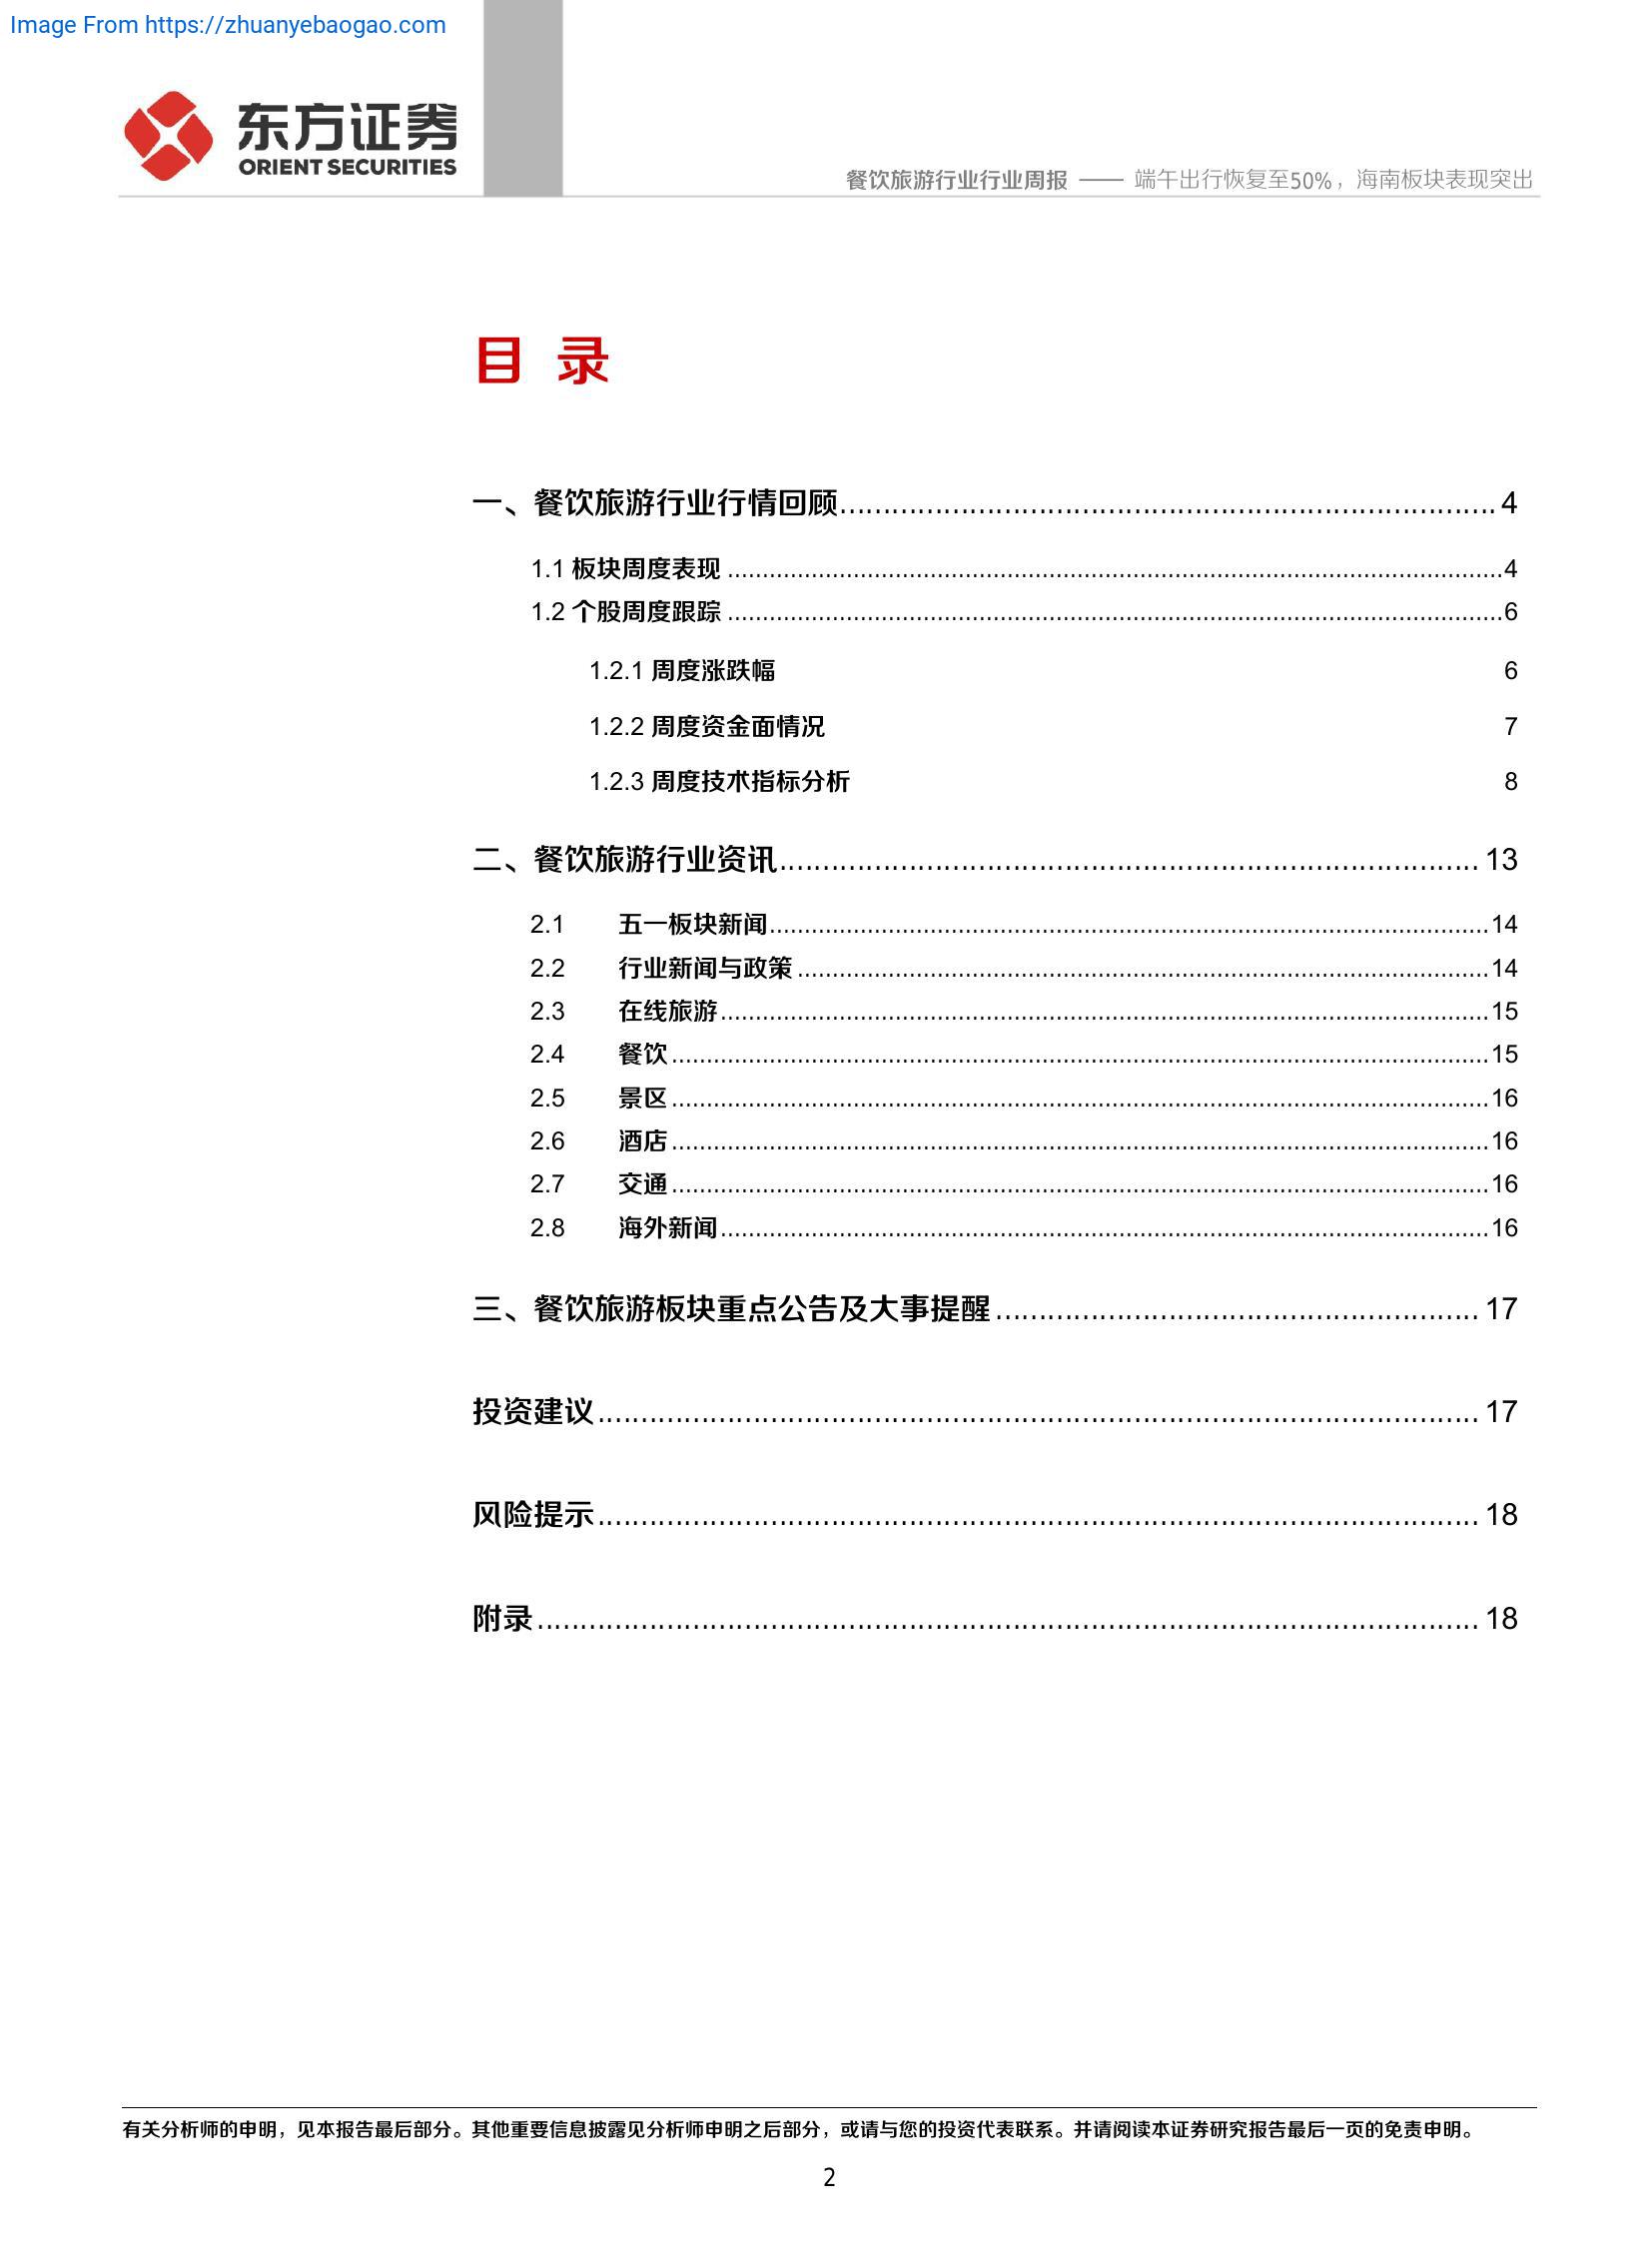 Image From https://zhuanyebaogao.com
东方证券
ORIENT SECURITIES
餐饮旅游行业行业周报 —— 端午出行恢复至50%，海南板块表现突出
目 录
一、餐饮旅游行业行情回顾 4
1.1 板块周度表现 4
1.2 个股周度跟踪 6
1.2.1 周度涨跌幅 6
1.2.2 周度资金面情况 7
1.2.3 周度技术指标分析 8
二、餐饮旅游行业资讯 13
2.1 五一板块新闻 14
2.2 行业新闻与政策 14
2.3 在线旅游 15
2.4 餐饮 15
2.5 景区 16
2.6 酒店 16
2.7 交通 16
2.8 海外新闻 16
三、餐饮旅游板块重点公告及大事提醒 17
投资建议 17
风险提示 18
附录 18
有关分析师的申明，见本报告最后部分。其他重要信息披露见分析师申明之后部分，或请与您的投资代表联系。并请阅读本证券研究报告最后一页的免责申明。
2